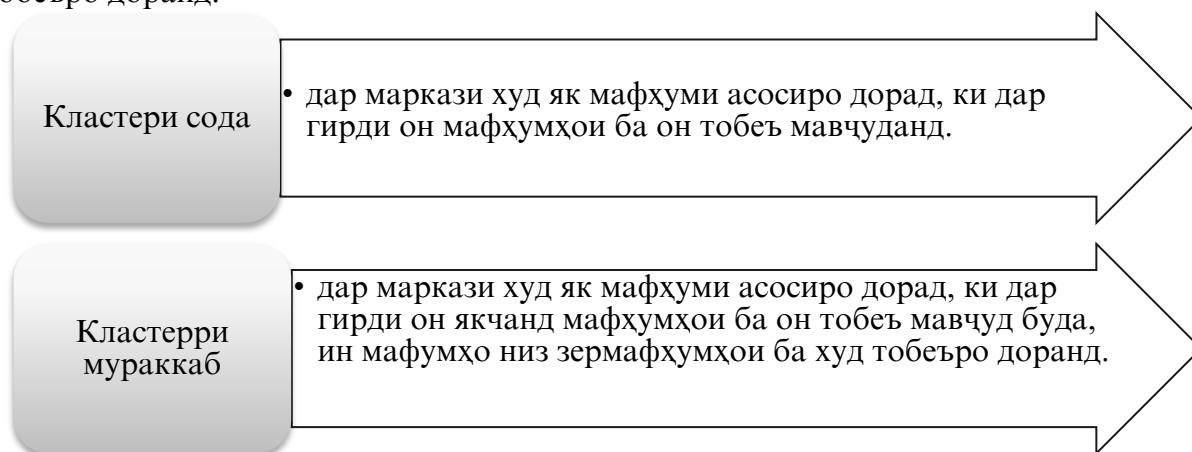 доранд.
Кластери сода
• дар маркази худ як мафҳуми асосиро дорад, ки дар
гирди он мафҳумҳои ба он тобеъ мавҷуданд.
Кластерри
мураккаб
• дар маркази худ як мафҳуми асосиро дорад, ки дар
гирди он якчанд мафҳумҳои ба он тобеъ мавҷуд буда,
ин мафумҳо низ зермафҳумҳои ба худ тобеъро доранд.